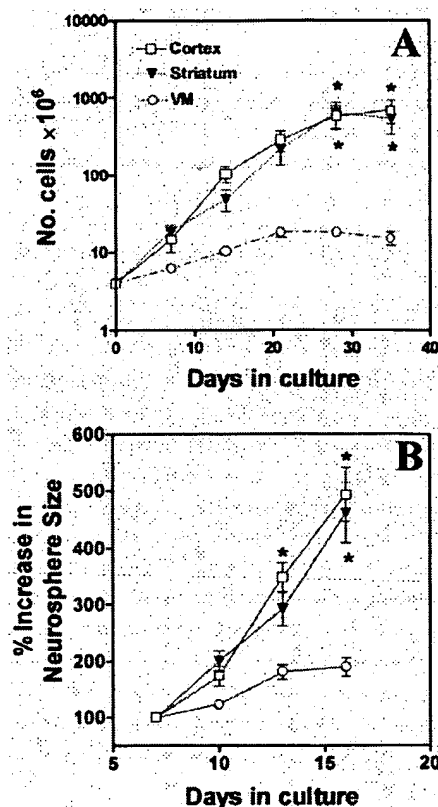 A
Cortex
Striatum
VM
10000
1000
100
10
1
No. cells ×10⁶
0 10 20 30 40
Days in culture
* *
* *
B
600
500
400
300
200
100
% Increase in
Neurosphere Size
5 10 15 20
Days in culture
* *
*